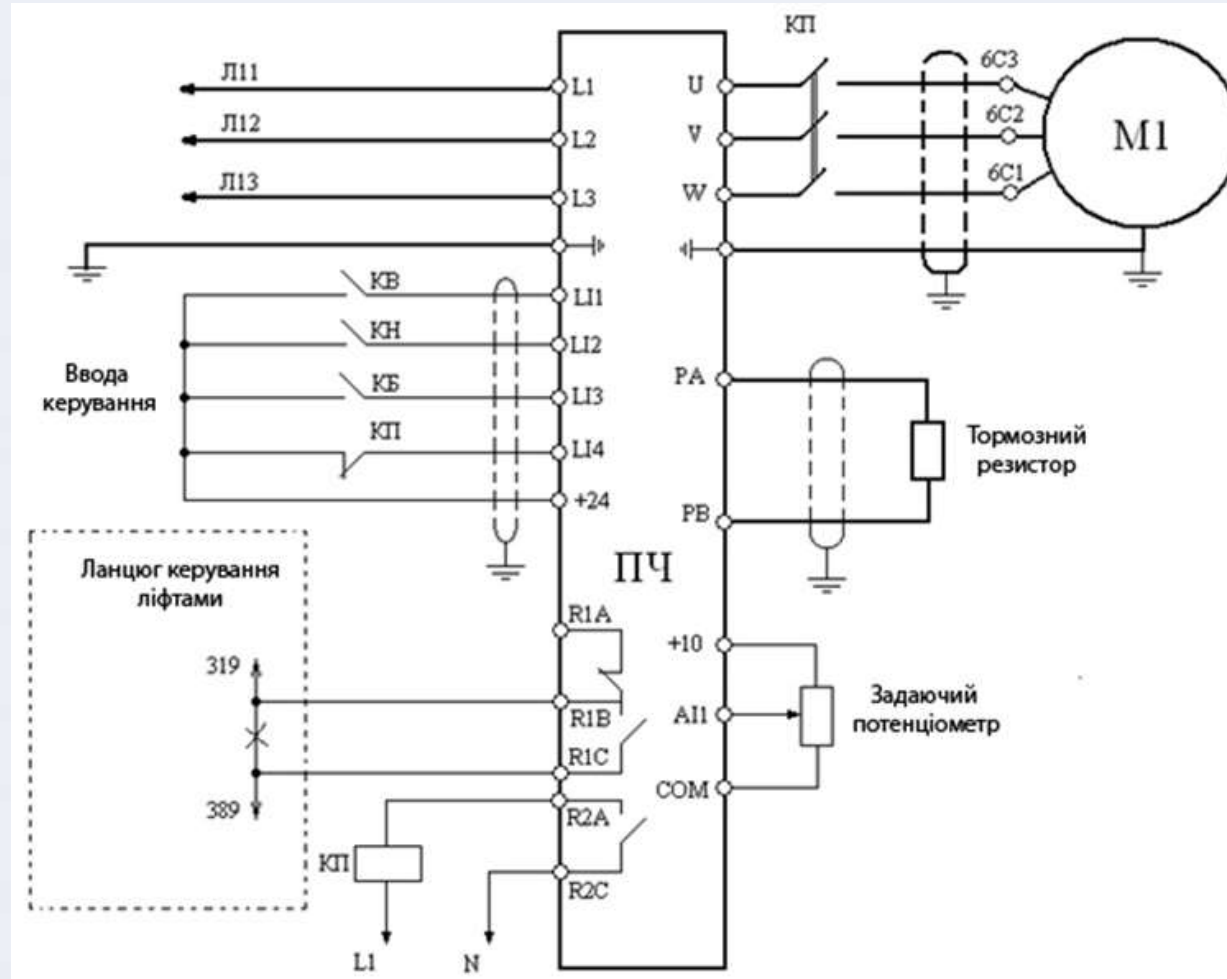 КП
Л11
L1
U
6С3
Л12
L2
V
6С2
М1
Л13
L3
W
6С1
КВ
LI1
КН
LI2
Ввода
керування
КБ
LI3
КП
LI4
+24
PA
Тормозний
резистор
PB
ПЧ
Ланцюг керування
ліфтами
319
389
R1A
R1B
R1C
R2A
R2C
КП
L1
N
+10
AI1
COM
Задаючий
потенціометр